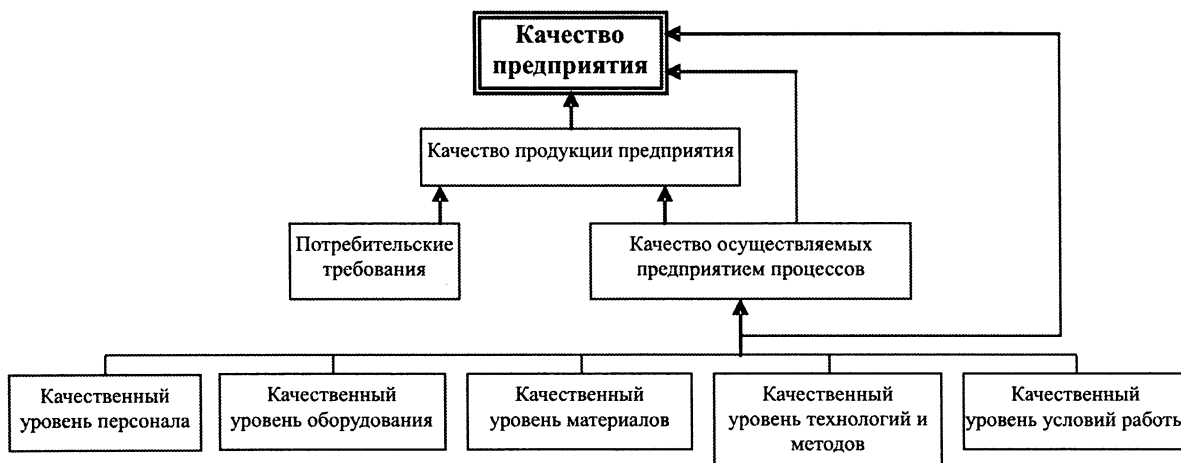 Качество
предприятия
Качество продукции предприятия
Потребительские
требования
Качество осуществляемых
предприятием процессов
Качественный
уровень персонала
Качественный
уровень оборудования
Качественный
уровень материалов
Качественный
уровень технологий и
методов
Качественный
уровень условий работы